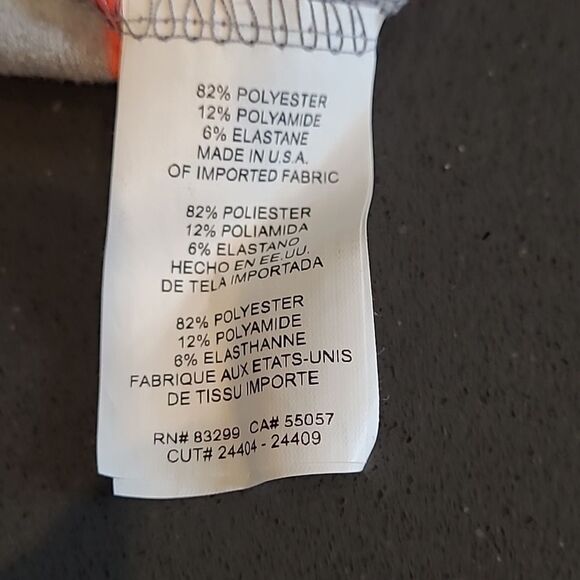 82% POLYESTER
12% POLYAMIDE
6% ELASTANE
MADE IN U.S.A.
OF IMPORTED FABRIC
82% POLIESTER
12% POLIAMIDA
6% ELASTANO
HECHO EN EE.UU.
DE TELA IMPORTADA
82% POLYESTER
12% POLYAMIDE
6% ELASTHANNE
FABRIQUE AUX ETATS-UNIS
DE TISSU IMPORTE
RN# 83299 CA# 55057
CUT# 24404 - 24409